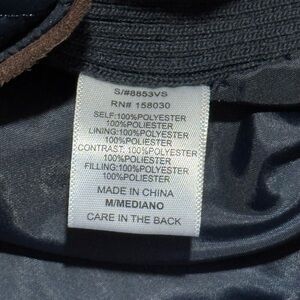 S/#8853VS
RN# 158030
SELF:100%POLYESTER
100%POLIESTER
LINING:100%POLYESTER
100%POLIESTER
CONTRAST: 100%POLYESTER
100%POLIESTER
FILLING:100%POLYESTER
100%POLIESTER
MADE IN CHINA
M/MEDIANO
CARE IN THE BACK